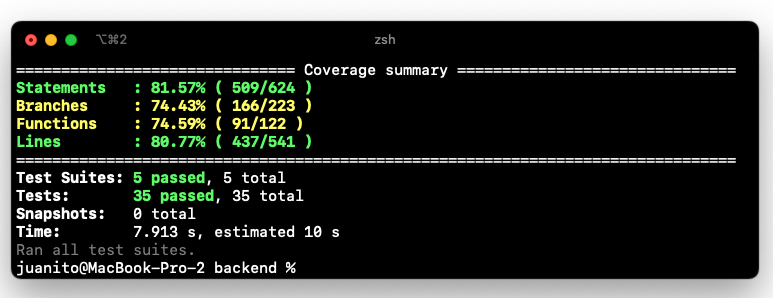 ⌥⌘2 zsh
=============================== Coverage summary ===============================
Statements   : 81.57% ( 509/624 )
Branches     : 74.43% ( 166/223 )
Functions    : 74.59% ( 91/122 )
Lines        : 80.77% ( 437/541 )
================================================================================
Test Suites: 5 passed, 5 total
Tests:       35 passed, 35 total
Snapshots:   0 total
Time:        7.913 s, estimated 10 s
Ran all test suites.
juanito@MacBook-Pro-2 backend %